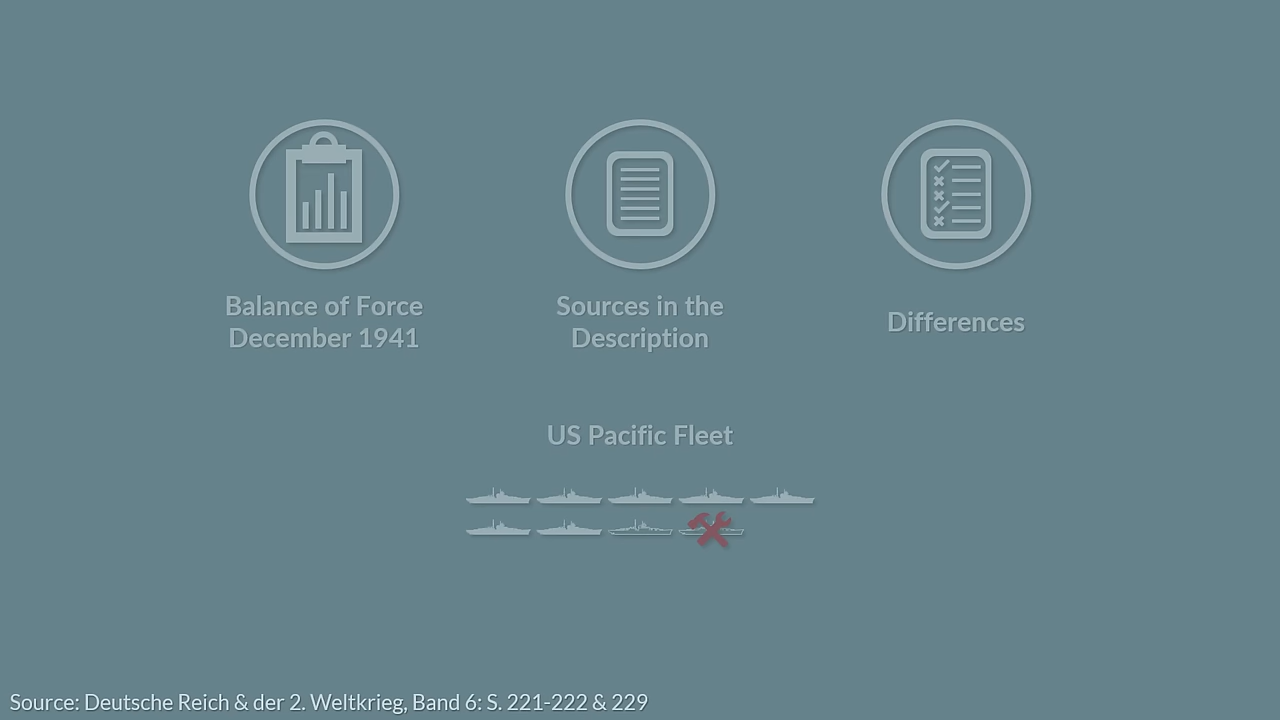 Balance of Force
December 1941
Sources in the
Description
Differences
US Pacific Fleet
Source: Deutsche Reich & der 2. Weltkrieg, Band 6: S. 221-222 & 229